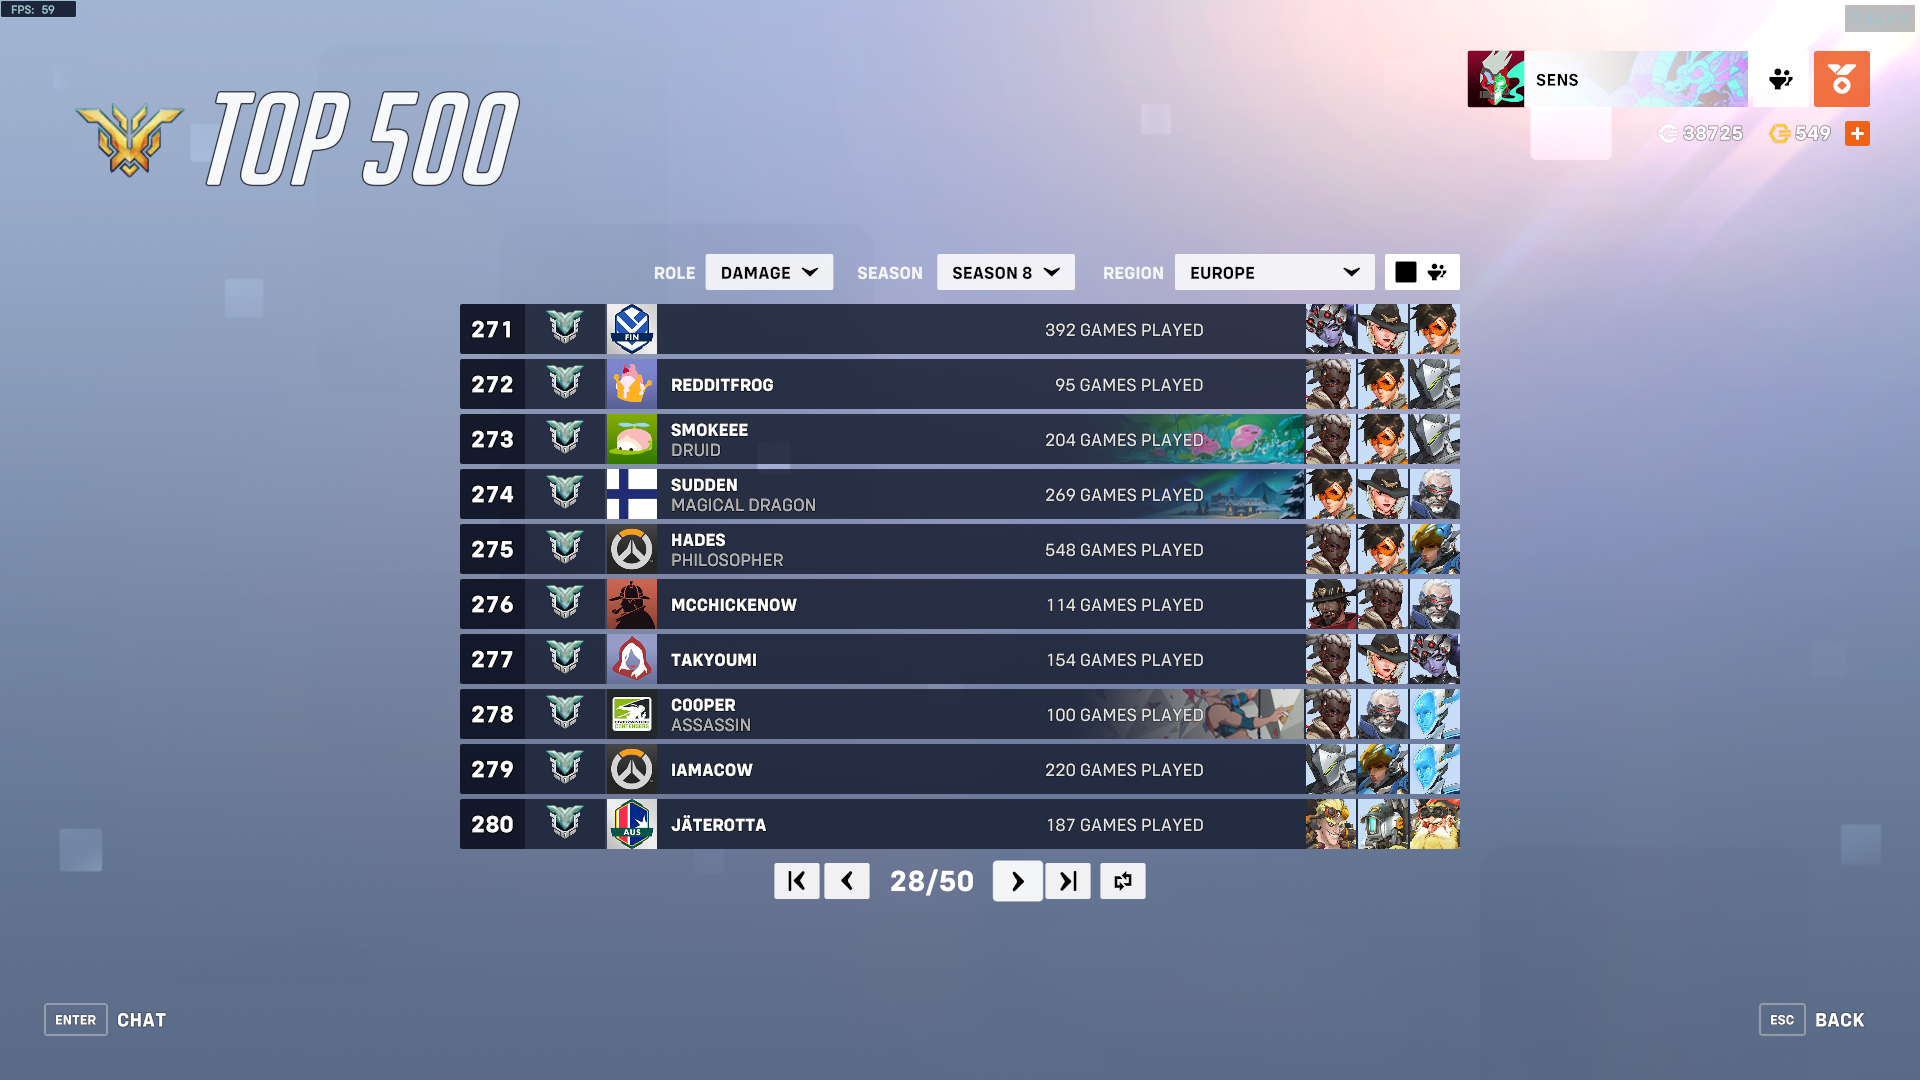 FPS: 59
TOP 500
SENS
38725
549
ROLE DAMAGE SEASON SEASON 8 REGION EUROPE
271 FIN 392 GAMES PLAYED
272 REDDITFROG 95 GAMES PLAYED
273 SMOKEEE 204 GAMES PLAYED
DRUID
274 SUDDEN 269 GAMES PLAYED
MAGICAL DRAGON
275 HADES 548 GAMES PLAYED
PHILOSOPHER
276 MCCHICKENOW 114 GAMES PLAYED
277 TAKYOUMI 154 GAMES PLAYED
278 COOPER 100 GAMES PLAYED
ASSASSIN
279 IAMACOW 220 GAMES PLAYED
280 AUS JÄTEROTTA 187 GAMES PLAYED
28/50
ENTER CHAT
ESC BACK